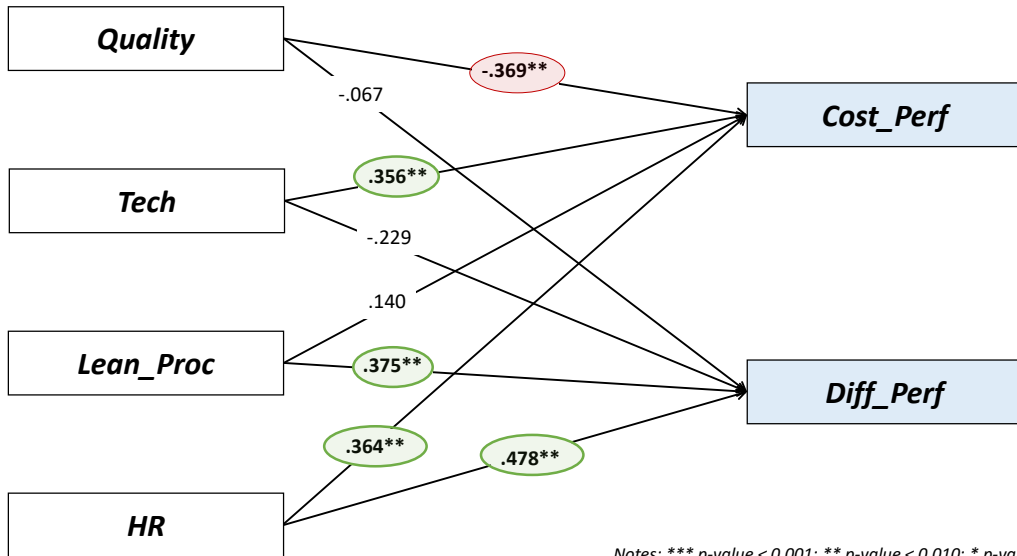 Quality
-.369**
-.067
Cost_Perf
.356**
Tech
-.229
.140
Lean_Proc
.375**
Diff_Perf
.364**
.478**
HR
Notes: *** p-value < 0.001; ** p-value < 0.010; * p-va